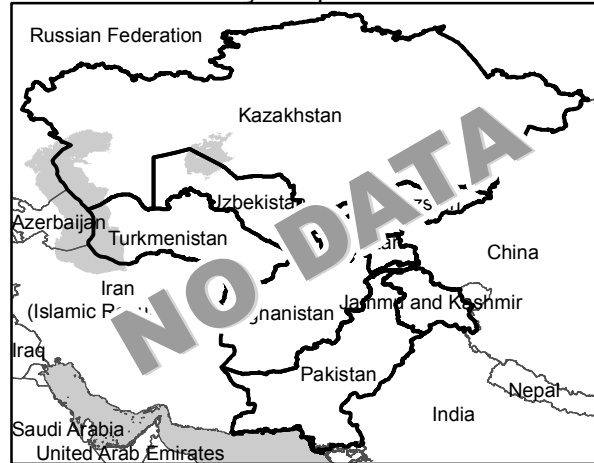 Russian Federation
Kazakhstan
Azerbaijan
Turkmenistan
China
Iran
(Islamic
Jammu and Kashmir
NO DATA
Iraq
Pakistan
Nepal
India
Saudi Arabia
United Arab Emirates